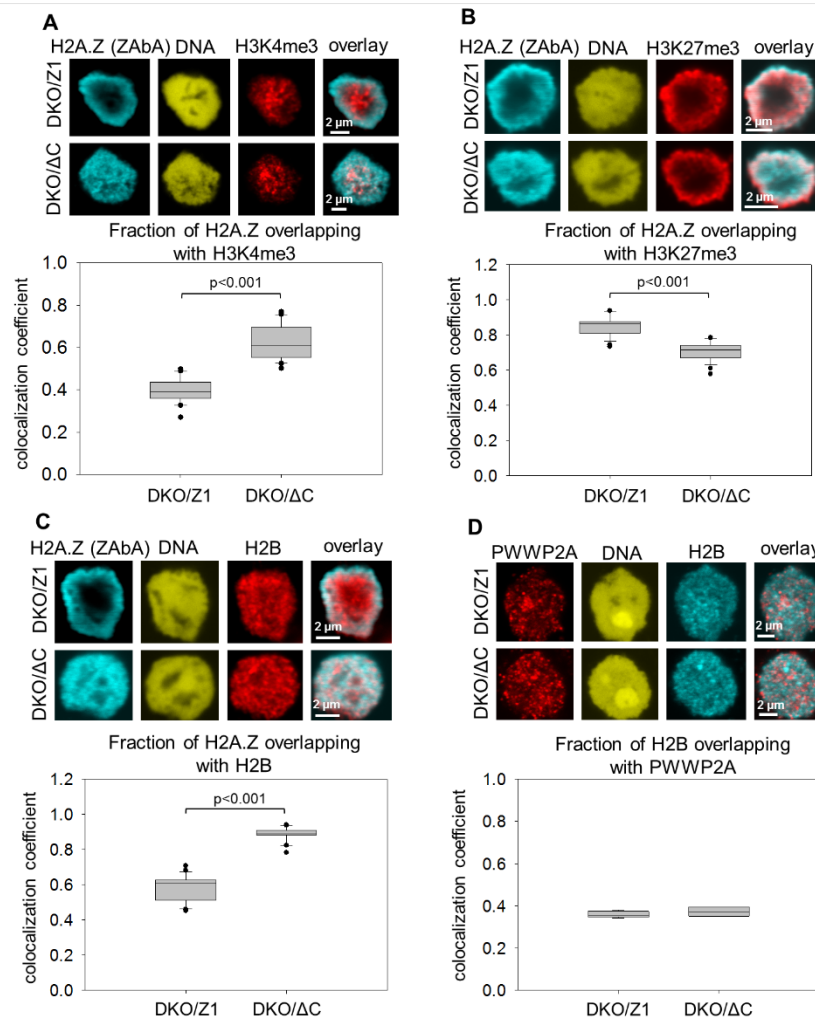 A
H2A.Z (ZAbA) DNA H3K4me3 overlay
DKO/Z1
2 µm
DKO/ΔC
2 µm
Fraction of H2A.Z overlapping
with H3K4me3
colocalization coefficient
1.0
0.8
0.6
0.4
0.2
0.0
p<0.001
DKO/Z1 DKO/ΔC
B
H2A.Z (ZAbA) DNA H3K27me3 overlay
DKO/Z1
2 µm
DKO/ΔC
2 µm
Fraction of H2A.Z overlapping
with H3K27me3
colocalization coefficient
1.2
1.0
0.8
0.6
0.4
0.2
0.0
p<0.001
DKO/Z1 DKO/ΔC
C
H2A.Z (ZAbA) DNA H2B overlay
DKO/Z1
2 µm
DKO/ΔC
2 µm
Fraction of H2A.Z overlapping
with H2B
colocalization coefficient
1.2
1.0
0.8
0.6
0.4
0.2
0.0
p<0.001
DKO/Z1 DKO/ΔC
D
PWWP2A DNA H2B overlay
DKO/Z1
2 µm
DKO/ΔC
2 µm
Fraction of H2B overlapping
with PWWP2A
colocalization coefficient
1.0
0.8
0.6
0.4
0.2
0.0
DKO/Z1 DKO/ΔC